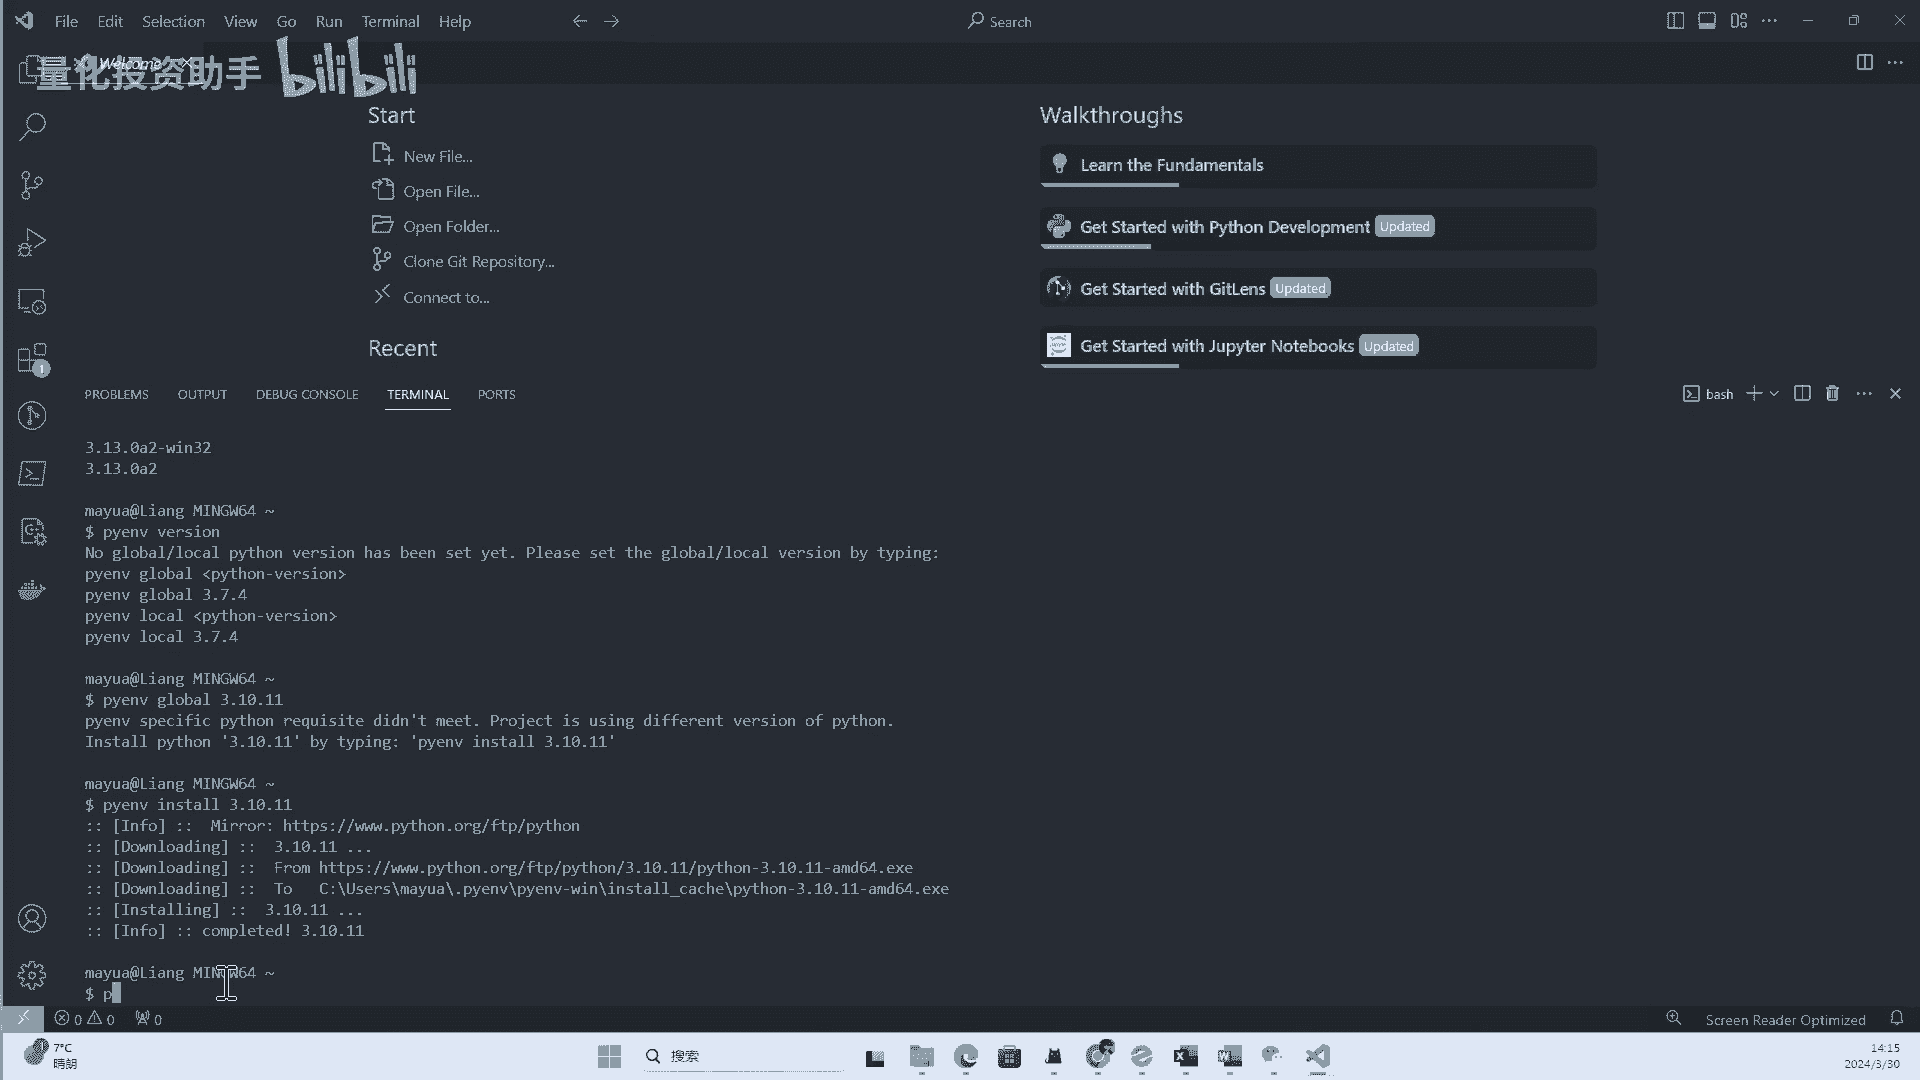 File Edit Selection View Go Run Terminal Help
Search
Welcome
量化投资助手 bilibili
Start
New File...
Open File...
Open Folder...
Clone Git Repository...
Connect to...
Recent
Walkthroughs
Learn the Fundamentals
Get Started with Python Development Updated
Get Started with GitLens Updated
Get Started with Jupyter Notebooks Updated
1
PROBLEMS OUTPUT DEBUG CONSOLE TERMINAL PORTS
bash
3.13.0a2-win32
3.13.0a2
mayua@Liang MINGW64 ~
$ pyenv version
No global/local python version has been set yet. Please set the global/local version by typing:
pyenv global <python-version>
pyenv global 3.7.4
pyenv local <python-version>
pyenv local 3.7.4
mayua@Liang MINGW64 ~
$ pyenv global 3.10.11
pyenv specific python requisite didn't meet. Project is using different version of python.
Install python '3.10.11' by typing: 'pyenv install 3.10.11'
mayua@Liang MINGW64 ~
$ pyenv install 3.10.11
:: [Info] ::  Mirror: https://www.python.org/ftp/python
:: [Downloading] ::  3.10.11 ...
:: [Downloading] ::  From https://www.python.org/ftp/python/3.10.11/python-3.10.11-amd64.exe
:: [Downloading] ::  To   C:\Users\mayua\.pyenv\pyenv-win\install_cache\python-3.10.11-amd64.exe
:: [Installing] ::  3.10.11 ...
:: [Info] :: completed! 3.10.11
mayua@Liang MINGW64 ~
$ p
0 0 0
Screen Reader Optimized
7°C
晴朗
搜索
14:15
2024/3/30